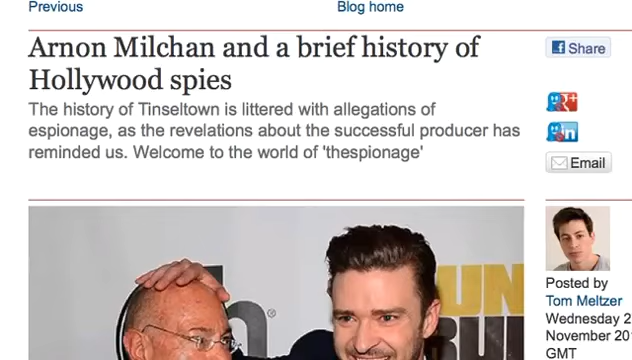 Previous
Blog home
Arnon Milchan and a brief history of
Hollywood spies
The history of Tinseltown is littered with allegations of
espionage, as the revelations about the successful producer has
reminded us. Welcome to the world of 'thespionage'
Share
Email
Posted by
Tom Meltzer
Wednesday 2
November 20
GMT